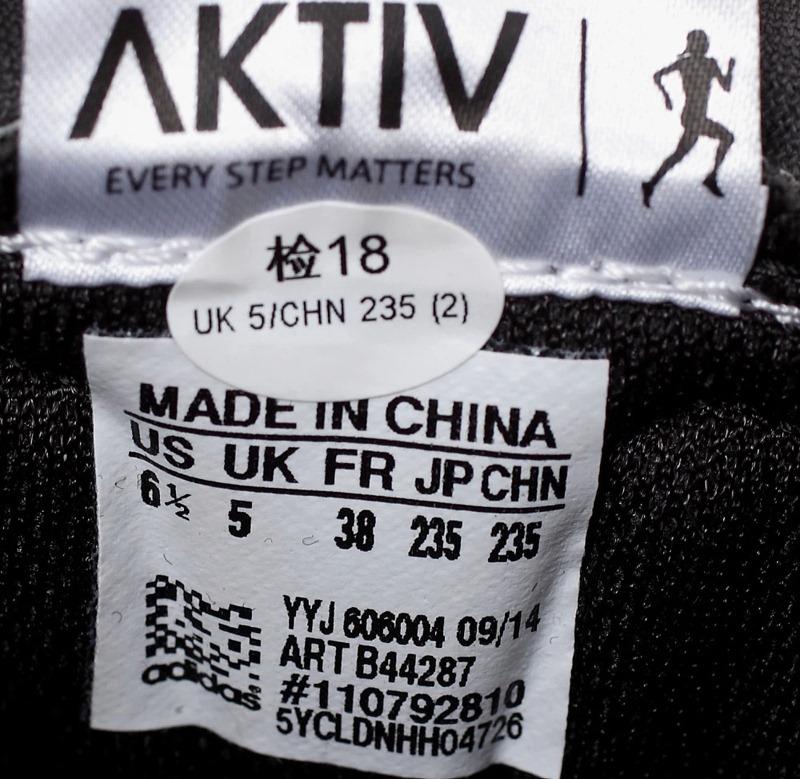 AKTIV
EVERY STEP MATTERS
检18
UK 5/CHN 235 (2)
MADE IN CHINA
US UK FR JP CHN
6½ 5 38 235 235
YYJ 606004 09/14
ART B44287
adidas
#110792810
5YCLDNHH04726